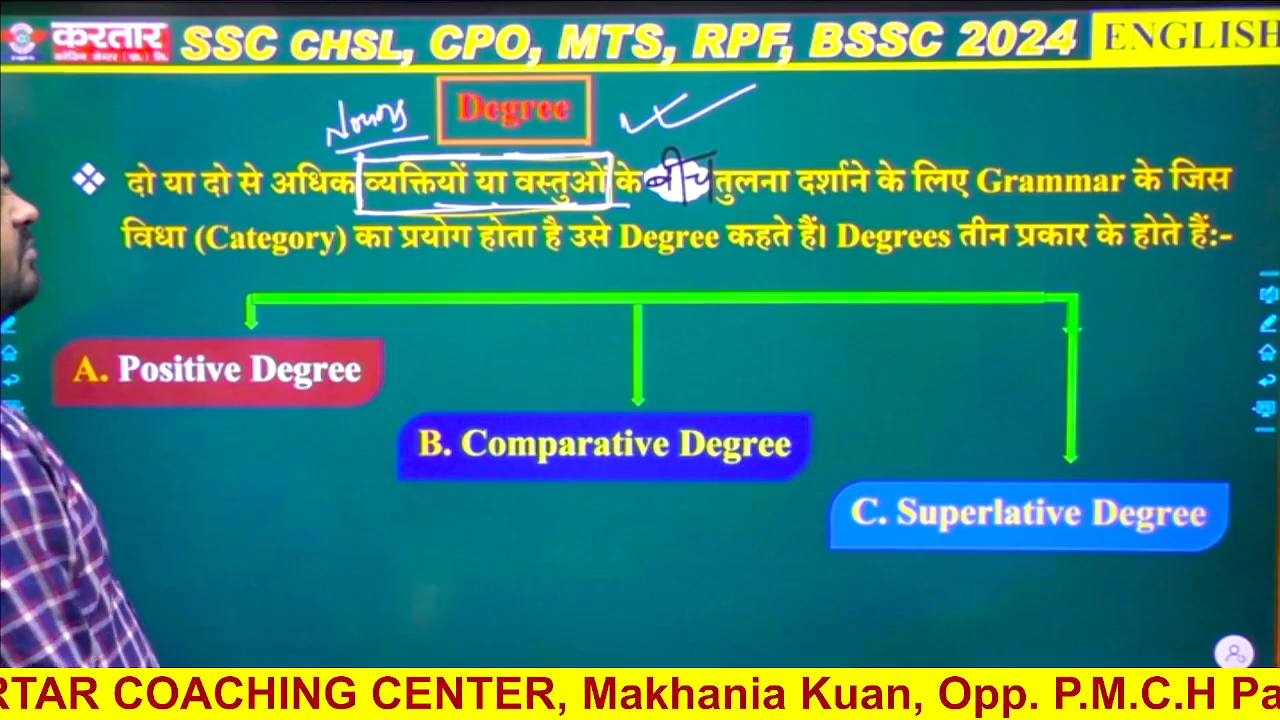 करतार
SSC CHSL, CPO, MTS, RPF, BSSC 2024
ENGLISH
Nouns
Degree
दो या दो से अधिक व्यक्तियों या वस्तुओं के बीच तुलना दर्शाने के लिए Grammar के जिस
विधा (Category) का प्रयोग होता है उसे Degree कहते हैं। Degrees तीन प्रकार के होते हैं:-
A. Positive Degree
B. Comparative Degree
C. Superlative Degree
RTAR COACHING CENTER, Makhania Kuan, Opp. P.M.C.H Pa